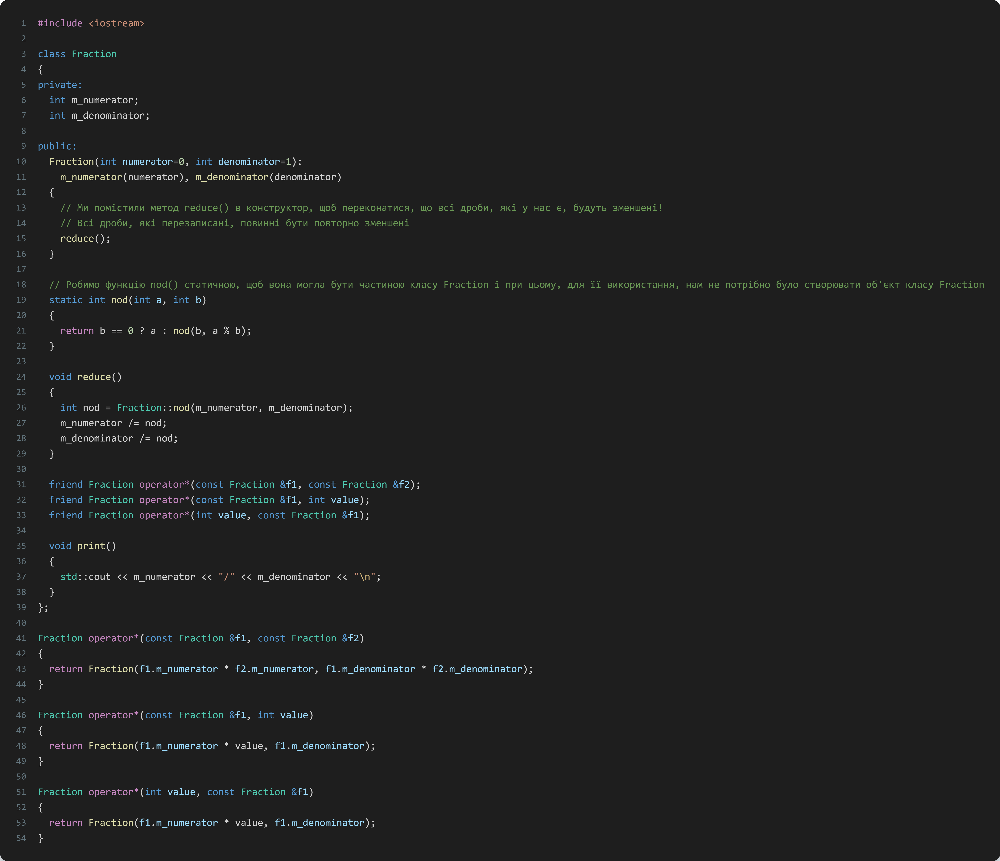 1 #include <iostream>
2
3 class Fraction
4 {
5 private:
6   int m_numerator;
7   int m_denominator;
8
9 public:
10   Fraction(int numerator=0, int denominator=1):
11     m_numerator(numerator), m_denominator(denominator)
12   {
13     // Ми помістили метод reduce() в конструктор, щоб переконатися, що всі дроби, які у нас є, будуть зменшені!
14     // Всі дроби, які перезаписані, повинні бути повторно зменшені
15     reduce();
16   }
17
18   // Робимо функцію nod() статичною, щоб вона могла бути частиною класу Fraction і при цьому, для її використання, нам не потрібно було створювати об'єкт класу Fraction
19   static int nod(int a, int b)
20   {
21     return b == 0 ? a : nod(b, a % b);
22   }
23
24   void reduce()
25   {
26     int nod = Fraction::nod(m_numerator, m_denominator);
27     m_numerator /= nod;
28     m_denominator /= nod;
29   }
30
31   friend Fraction operator*(const Fraction &f1, const Fraction &f2);
32   friend Fraction operator*(const Fraction &f1, int value);
33   friend Fraction operator*(int value, const Fraction &f1);
34
35   void print()
36   {
37     std::cout << m_numerator << "/" << m_denominator << "\n";
38   }
39 };
40
41 Fraction operator*(const Fraction &f1, const Fraction &f2)
42 {
43   return Fraction(f1.m_numerator * f2.m_numerator, f1.m_denominator * f2.m_denominator);
44 }
45
46 Fraction operator*(const Fraction &f1, int value)
47 {
48   return Fraction(f1.m_numerator * value, f1.m_denominator);
49 }
50
51 Fraction operator*(int value, const Fraction &f1)
52 {
53   return Fraction(f1.m_numerator * value, f1.m_denominator);
54 }